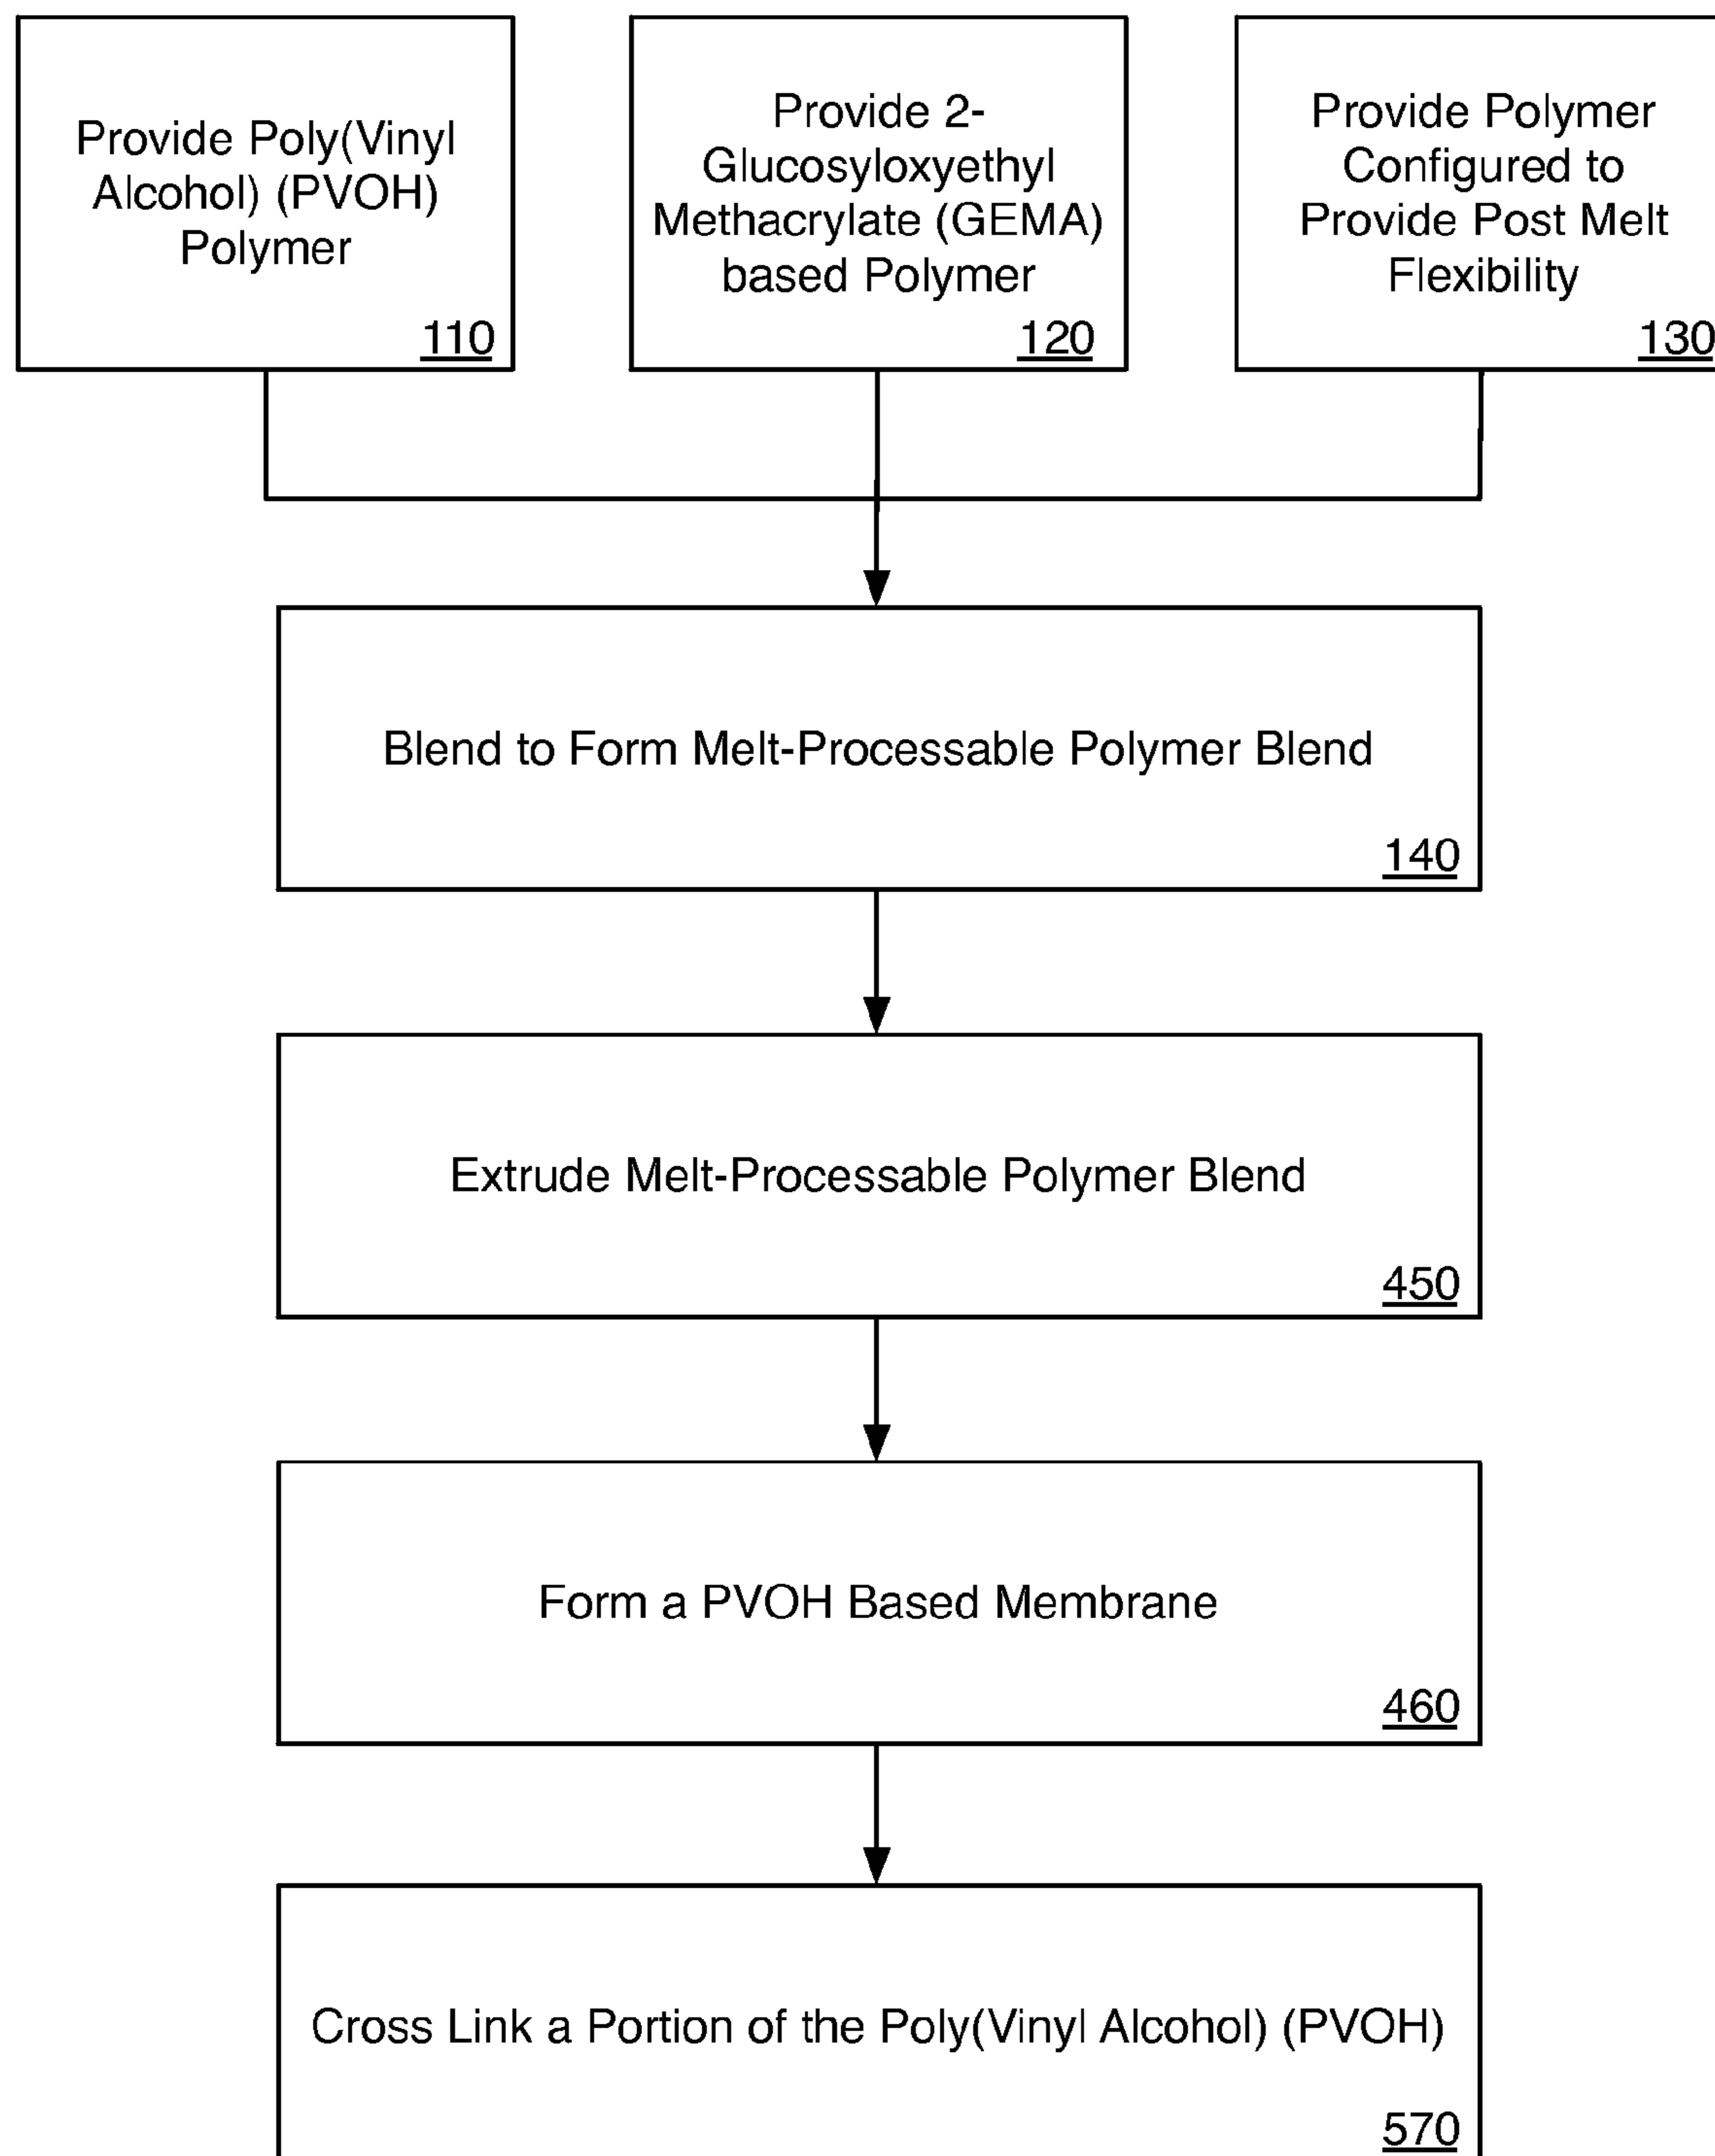 Provide Poly(Vinyl
Alcohol) (PVOH)
Polymer
110
Provide 2-
Glucosyloxyethyl
Methacrylate (GEMA)
based Polymer
120
Provide Polymer
Configured to
Provide Post Melt
Flexibility
130
Blend to Form Melt-Processable Polymer Blend
140
Extrude Melt-Processable Polymer Blend
450
Form a PVOH Based Membrane
460
Cross Link a Portion of the Poly(Vinyl Alcohol) (PVOH)
570